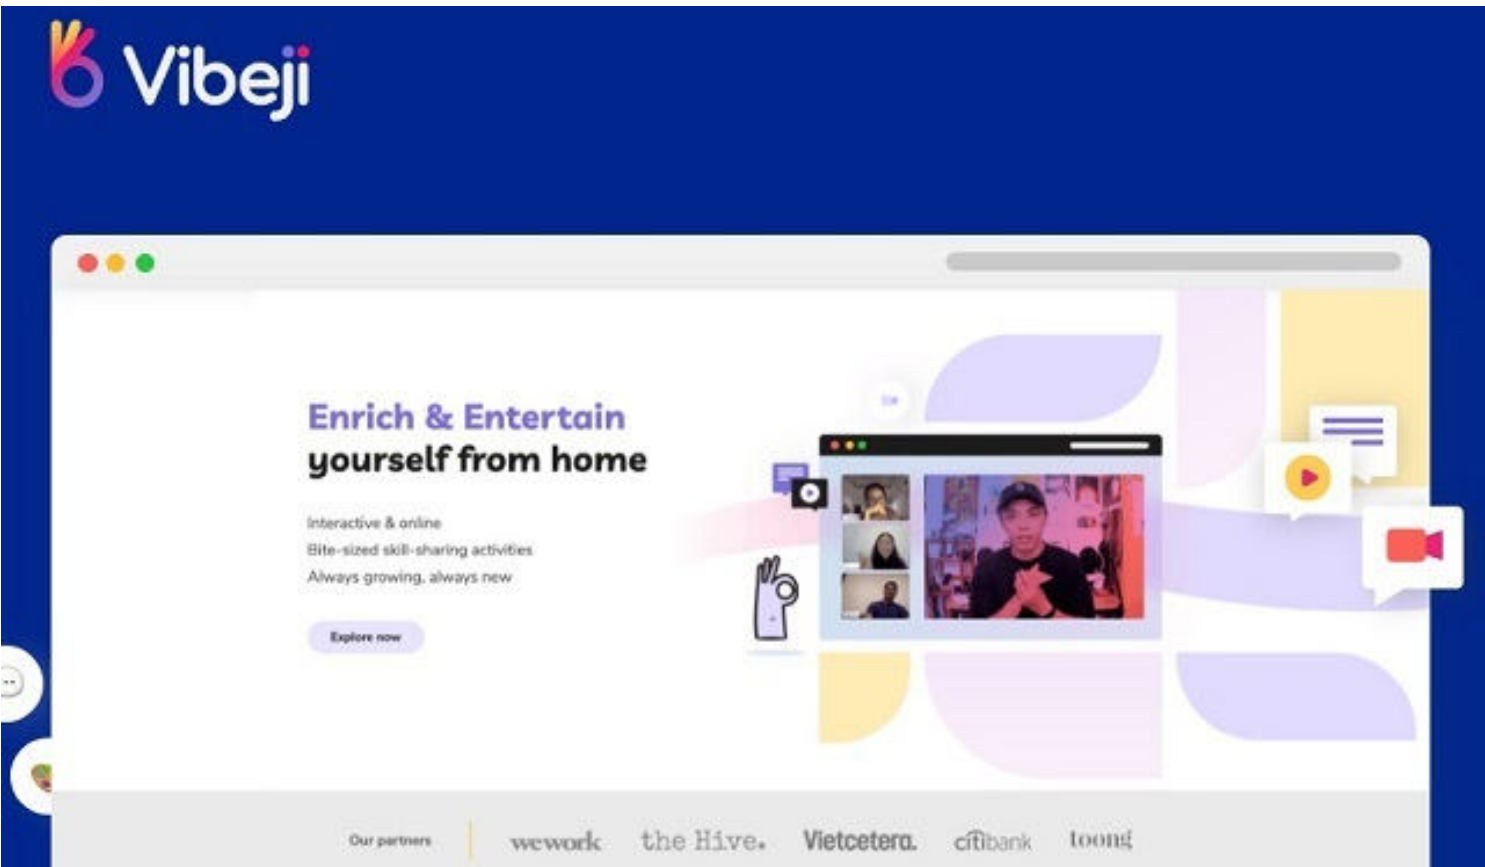 Vibeji
Enrich & Entertain
yourself from home
Interactive & online
Bite-sized skill-sharing activities
Always growing, always new
Explore now
Our partners
wework
the Hive.
Vietcetera.
citibank
toong